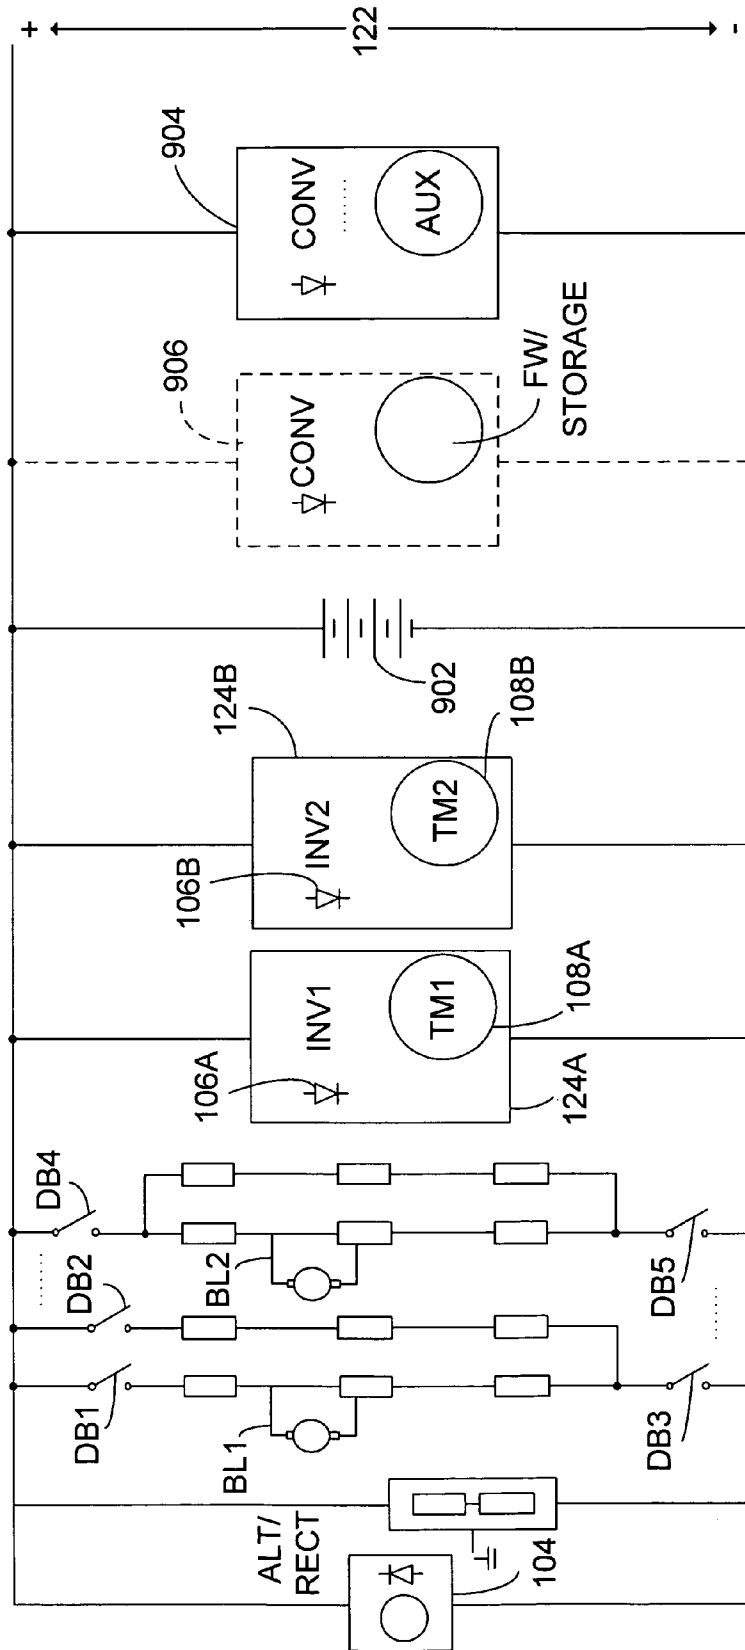 +
122
-
904
CONV
AUX
906
CONV
FW/
STORAGE
902
124B
INV2
106B
TM2
108B
INV1
106A
TM1
108A
124A
DB4
DB2
BL2
DB5
DB1
BL1
DB3
ALT/
RECT
104